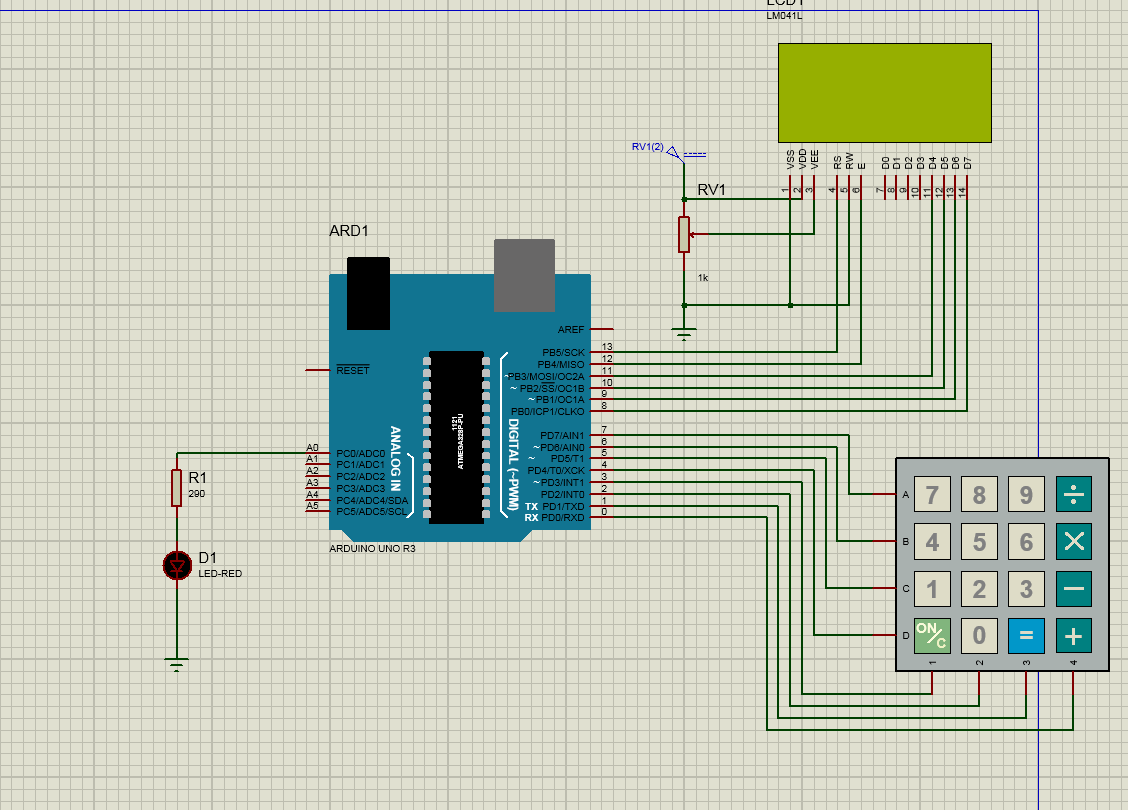 LCD1
LM041L
VSS
VDD
VEE
RS
RW
E
D0
D1
D2
D3
D4
D5
D6
D7
1
2
3
4
5
6
7
8
9
10
11
12
13
14
RV1(2)
RV1
1k
ARD1
AREF
PB5/SCK 13
PB4/MISO 12
~PB3/MOSI/OC2A 11
~ PB2/SS/OC1B 10
~ PB1/OC1A 9
PB0/ICP1/CLKO 8
PD7/AIN1 7
~ PD6/AIN0 6
~ PD5/T1 5
PD4/T0/XCK 4
~ PD3/INT1 3
PD2/INT0 2
TX PD1/TXD 1
RX PD0/RXD 0
RESET
DIGITAL (~PWM)
ANALOG IN
1121
ATMEGA328P-PU
A0 PC0/ADC0
A1 PC1/ADC1
A2 PC2/ADC2
A3 PC3/ADC3
A4 PC4/ADC4/SDA
A5 PC5/ADC5/SCL
ARDUINO UNO R3
R1
290
D1
LED-RED
A 7 8 9 ÷
B 4 5 6 ×
C 1 2 3 −
D ON/C 0 = +
1 2 3 4